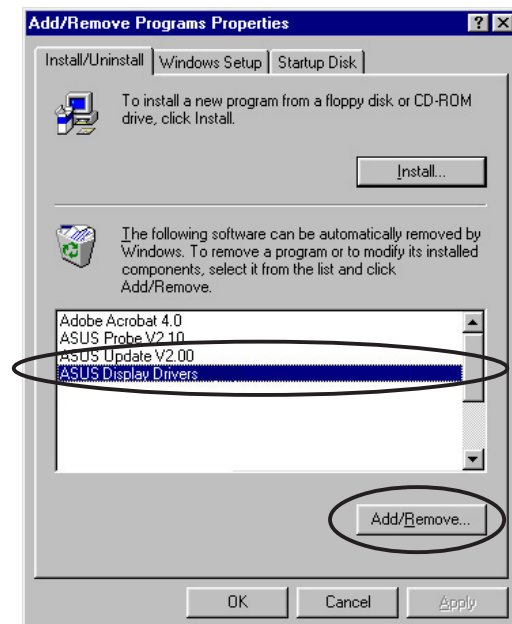 Add/Remove Programs Properties
Install/Uninstall
Windows Setup
Startup Disk
To install a new program from a floppy disk or CD-ROM
drive, click Install.
Install...
The following software can be automatically removed by
Windows. To remove a program or to modify its installed
components, select it from the list and click
Add/Remove.
Adobe Acrobat 4.0
ASUS Probe V2.10
ASUS Update V2.00
ASUS Display Drivers
Add/Remove...
OK
Cancel
Apply